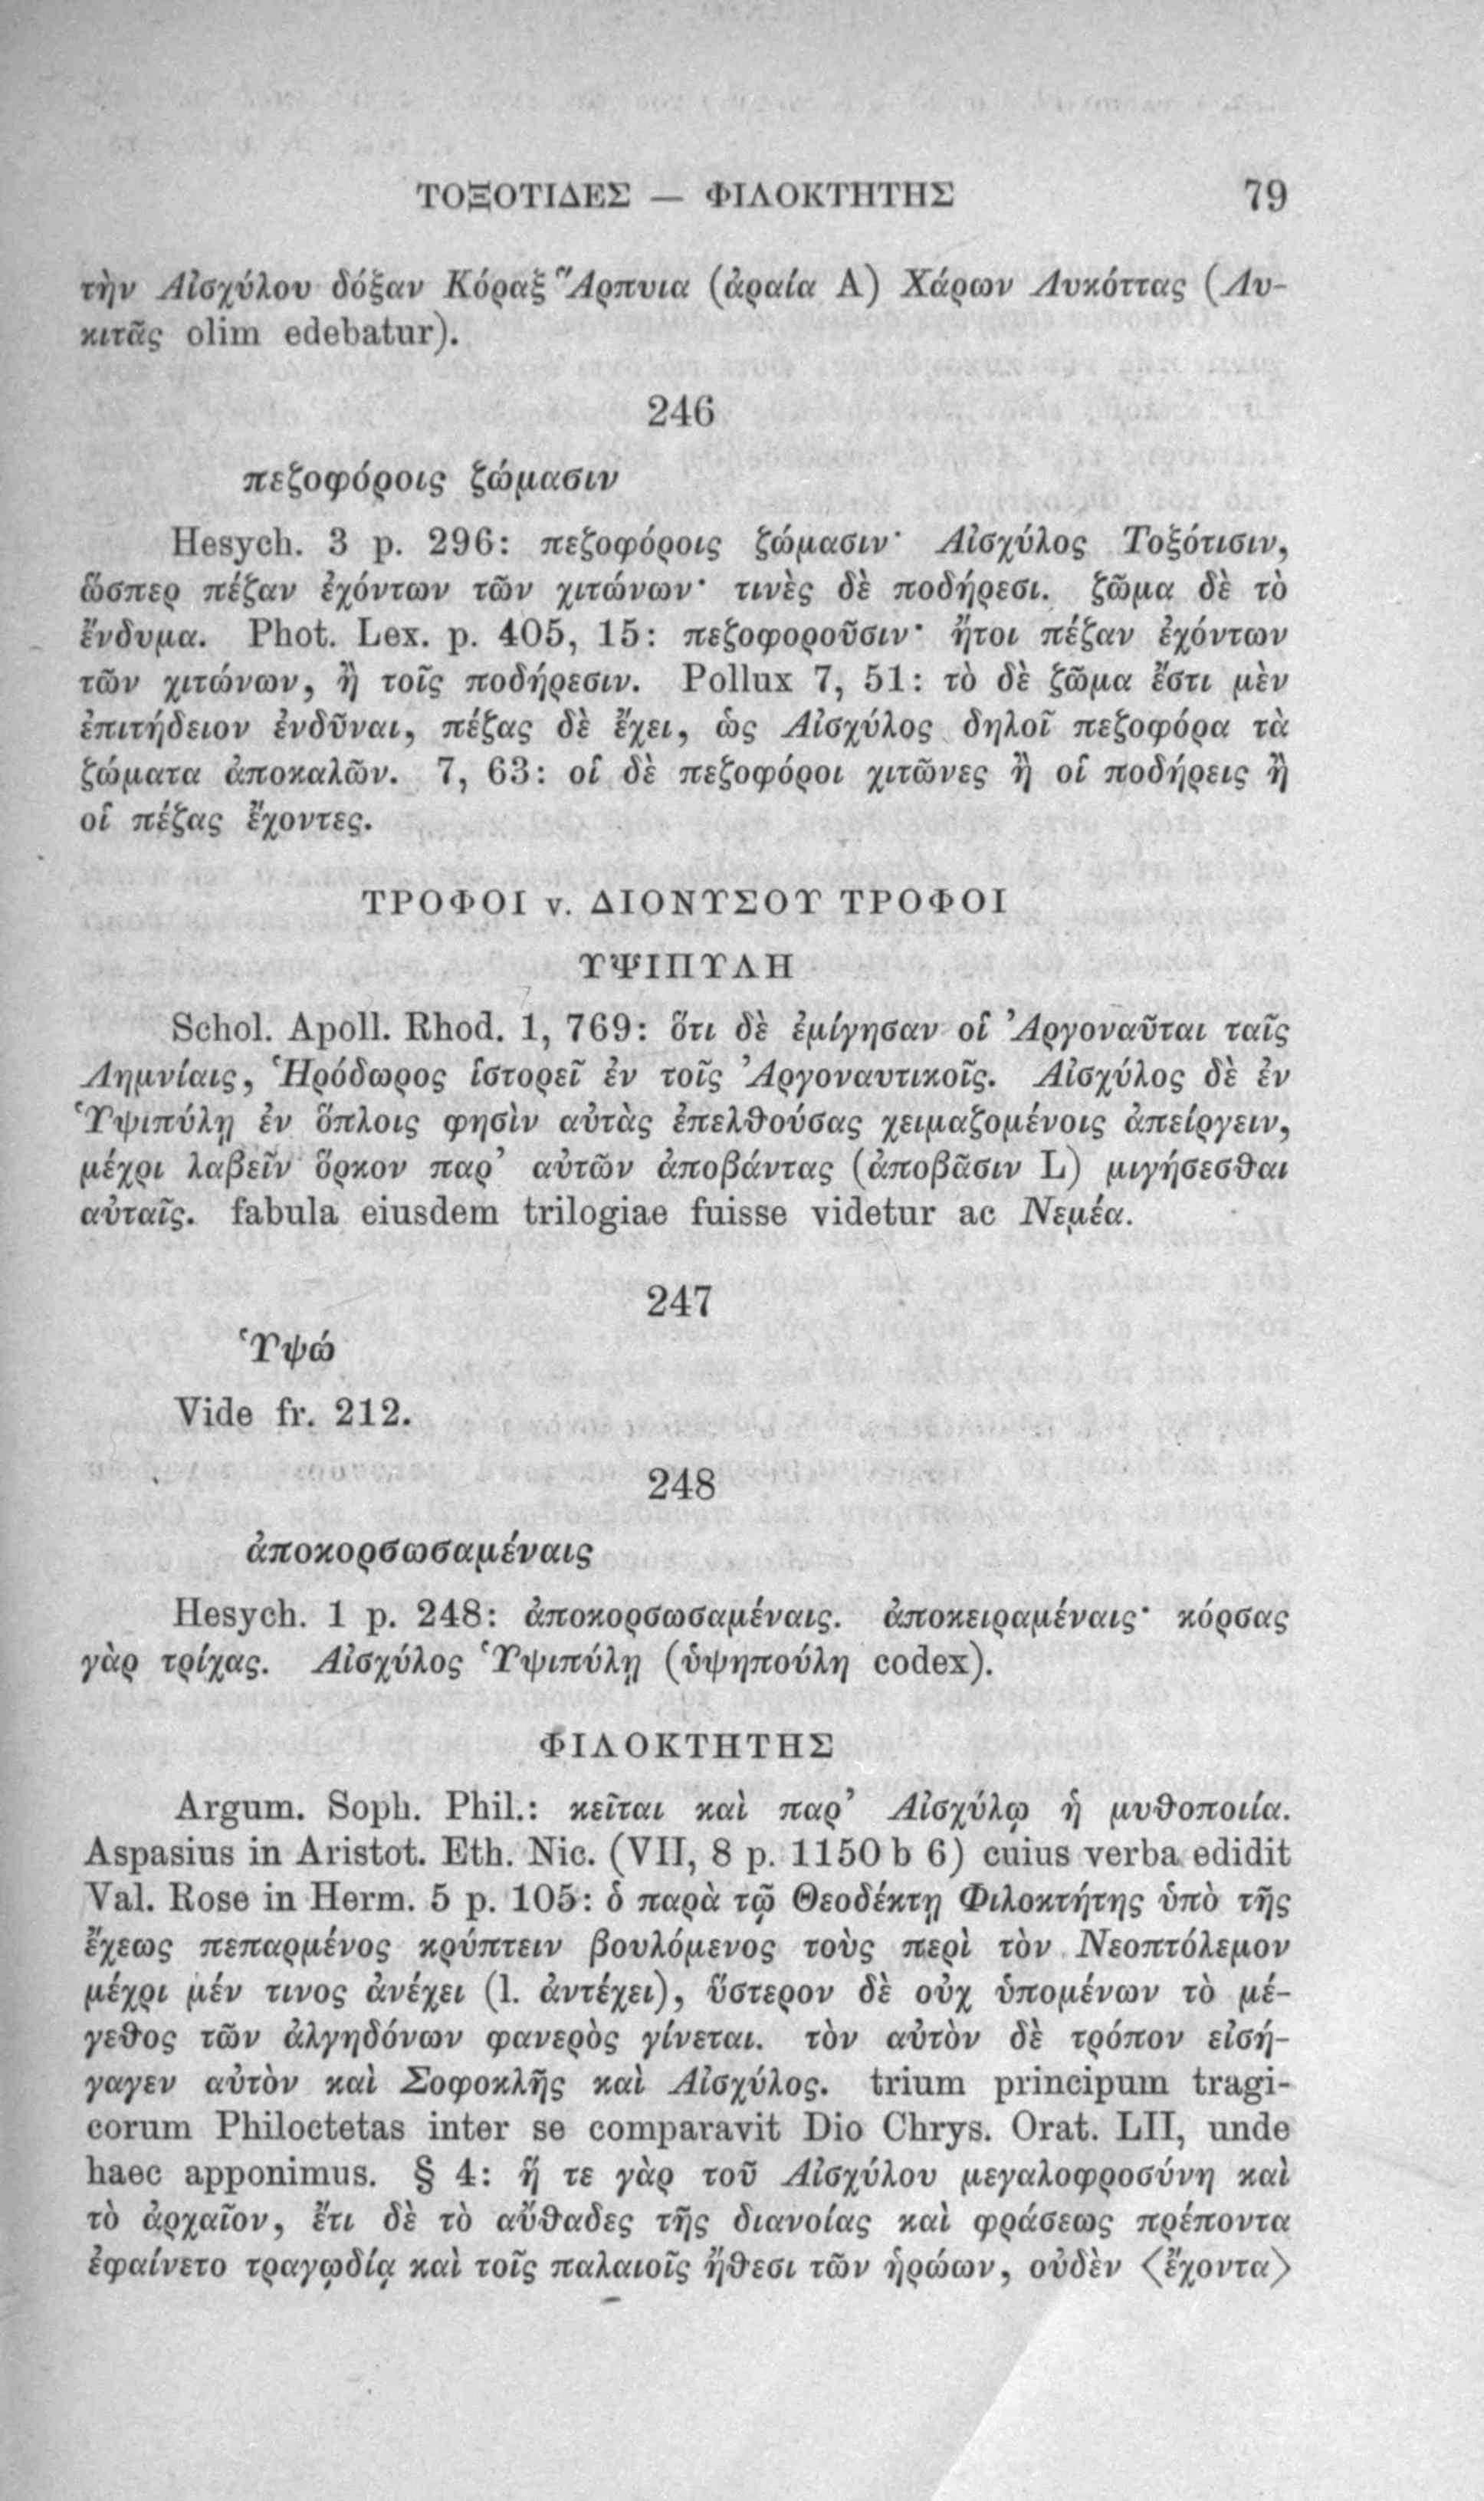 ΤΟΞΟΤΙΔΕΣ — ΦΙΛΟΚΤΗΤΗΣ 79
τὴν Αἰσχύλου δόξαν Κόραξ Ἅρπυια (ἀραία A) Χάρων Λυκόττας (Λυ-
κιτᾶς olim edebatur).
246
πεζοφόροις ζώμασιν
Hesych. 3 p. 296: πεζοφόροις ζώμασιν· Αἰσχύλος Τοξότισιν,
ὥσπερ πέζαν ἐχόντων τῶν χιτώνων· τινὲς δὲ ποδήρεσι. ζῶμα δὲ τὸ
ἔνδυμα. Phot. Lex. p. 405, 15: πεζοφοροῦσιν· ἤτοι πέζαν ἐχόντων
τῶν χιτώνων, ἢ τοῖς ποδήρεσιν. Pollux 7, 51: τὸ δὲ ζῶμα ἔστι μὲν
ἐπιτήδειον ἐνδῦναι, πέζας δὲ ἔχει, ὡς Αἰσχύλος δηλοῖ πεζοφόρα τὰ
ζώματα ἀποκαλῶν. 7, 63: οἱ δὲ πεζοφόροι χιτῶνες ἢ οἱ ποδήρεις ἢ
οἱ πέζας ἔχοντες.
ΤΡΟΦΟΙ v. ΔΙΟΝΥΣΟΥ ΤΡΟΦΟΙ
ΥΨΙΠΥΛΗ
Schol. Apoll. Rhod. 1, 769: ὅτι δὲ ἐμίγησαν οἱ Ἀργοναῦται ταῖς
Λημνίαις, Ἡρόδωρος ἱστορεῖ ἐν τοῖς Ἀργοναυτικοῖς. Αἰσχύλος δὲ ἐν
Ὑψιπύλῃ ἐν ὅπλοις φησὶν αὐτὰς ἐπελθούσας χειμαζομένοις ἀπείργειν,
μέχρι λαβεῖν ὅρκον παρ’ αὐτῶν ἀποβάντας (ἀποβᾶσιν L) μιγήσεσθαι
αὐταῖς. fabula eiusdem trilogiae fuisse videtur ac Νεμέα.
247
Ὑψώ
Vide fr. 212.
248
ἀποκορσωσαμέναις
Hesych. 1 p. 248: ἀποκορσωσαμέναις. ἀποκειραμέναις· κόρσας
γὰρ τρίχας. Αἰσχύλος Ὑψιπύλῃ (ὑψηπούλη codex).
ΦΙΛΟΚΤΗΤΗΣ
Argum. Soph. Phil.: κεῖται καὶ παρ’ Αἰσχύλῳ ἡ μυθοποιία.
Aspasius in Aristot. Eth. Nic. (VII, 8 p. 1150 b 6) cuius verba edidit
Val. Rose in Herm. 5 p. 105: ὁ παρὰ τῷ Θεοδέκτῃ Φιλοκτήτης ὑπὸ τῆς
ἔχεως πεπαρμένος κρύπτειν βουλόμενος τοὺς περὶ τὸν Νεοπτόλεμον
μέχρι μέν τινος ἀνέχει (l. ἀντέχει), ὕστερον δὲ οὐχ ὑπομένων τὸ μέ-
γεθος τῶν ἀλγηδόνων φανερὸς γίνεται. τὸν αὐτὸν δὲ τρόπον εἰσή-
γαγεν αὐτὸν καὶ Σοφοκλῆς καὶ Αἰσχύλος. trium principum tragi-
corum Philoctetas inter se comparavit Dio Chrys. Orat. LII, unde
haec apponimus. § 4: ἥ τε γὰρ τοῦ Αἰσχύλου μεγαλοφροσύνη καὶ
τὸ ἀρχαῖον, ἔτι δὲ τὸ αὔθαδες τῆς διανοίας καὶ φράσεως πρέποντα
ἐφαίνετο τραγῳδίᾳ καὶ τοῖς παλαιοῖς ἤθεσι τῶν ἡρώων, οὐδὲν ⟨ἔχοντα⟩